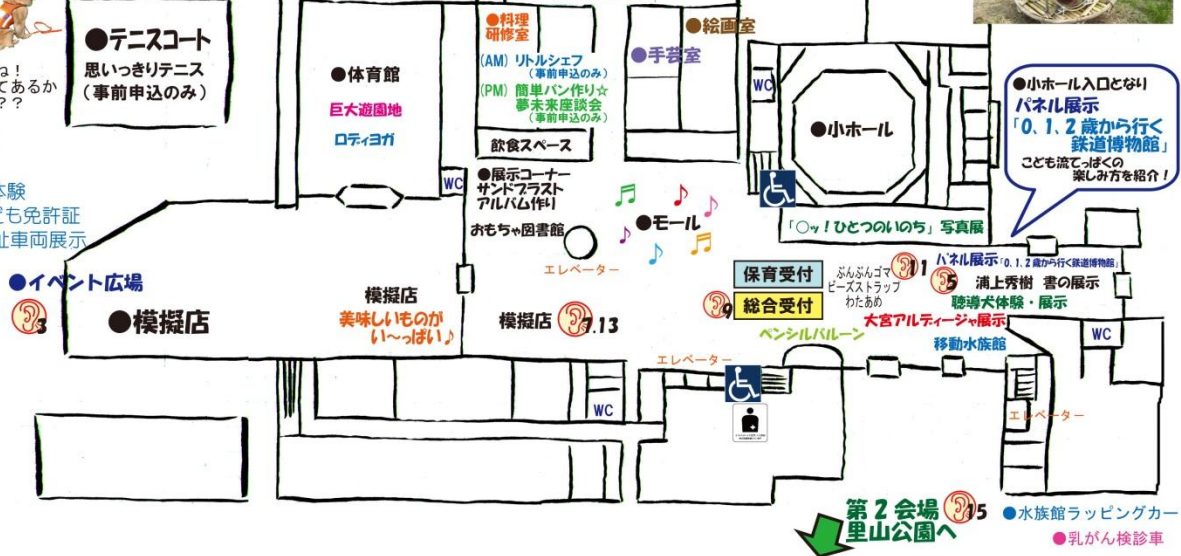 ●テニスコート
思いっきりテニス
(事前申込のみ)
ね!
てあるか
??
●体育館
巨大遊園地
ロディヨガ
●料理
研修室
(AM) リトルシェフ
(事前申込のみ)
(PM) 簡単パン作り☆
夢未来座談会
(事前申込のみ)
飲食スペース
●絵画室
●手芸室
WC
●小ホール
●小ホール入口となり
パネル展示
「0、1、2歳から行く
鉄道博物館」
こども流てっぱくの
楽しみ方を紹介!
体験
ども免許証
祉車両展示
WC
●展示コーナー
サンドブラスト
アルバム作り
おもちゃ図書館
エレベーター
●モール
「○ッ!ひとつのいのち」写真展
●イベント広場
3
●模擬店
模擬店
美味しいものが
い〜っぱい♪
模擬店
7.13
9
保育受付
総合受付
ぶんぶんゴマ
ビーズストラップ
わたあめ
11
パネル展示「0、1、2歳から行く鉄道博物館」
5
浦上秀樹 書の展示
聴導犬体験・展示
大宮アルディージャ展示
移動水族館
ペンシルバルーン
エレベーター
WC
WC
エレベーター
第2会場
里山公園へ
15
●水族館ラッピングカー
●乳がん検診車